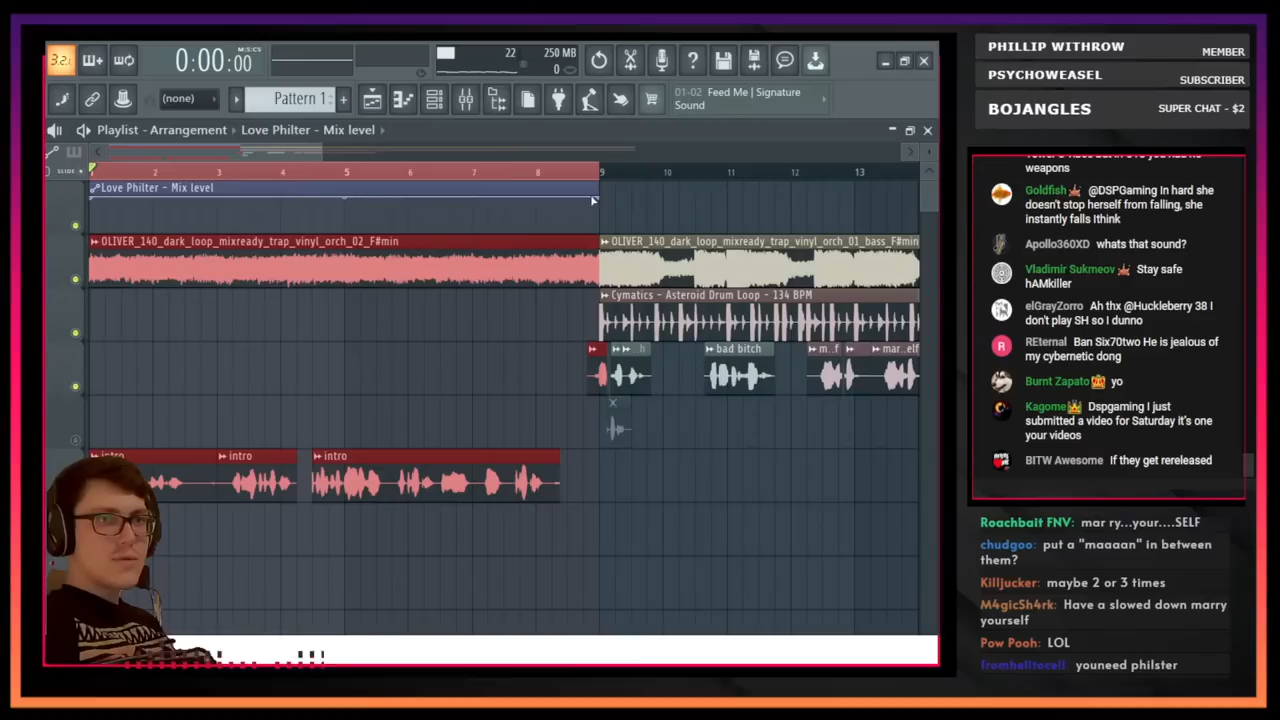 PHILLIP WITHROW MEMBER
PSYCHOWEASEL SUBSCRIBER
BOJANGLES SUPER CHAT - $2
3.2
0:00:00
M:S:CS
22
250 MB
0
(none)
Pattern 1
01-02 Feed Me | Signature
Sound
Playlist - Arrangement Love Philter - Mix level
SLIDE
2 3 4 5 6 7 8 9 10 11 12 13
Love Philter - Mix level
OLIVER_140_dark_loop_mixready_trap_vinyl_orch_02_F#min
OLIVER_140_dark_loop_mixready_trap_vinyl_orch_01_bass_F#min
Cymatics - Asteroid Drum Loop - 134 BPM
..h
bad bitch
m..f
mar..elf
intro
intro
intro
weapons
Goldfish @DSPGaming In hard she
doesn't stop herself from falling, she
instantly falls Ithink
Apollo360XD whats that sound?
Vladimir Sukmeov Stay safe
hAMkiller
elGrayZorro Ah thx @Huckleberry 38 I
don't play SH so I dunno
REternal Ban Six70two He is jealous of
my cybernetic dong
Burnt Zapato yo
Kagome Dspgaming I just
submitted a video for Saturday it's one
your videos
BITW Awesome If they get rereleased
Roachbait FNV: mar ry...your....SELF
chudgoo: put a "maaaan" in between
them?
Killjucker: maybe 2 or 3 times
M4gicSh4rk: Have a slowed down marry
yourself
Pow Pooh: LOL
fromhelltocell: youneed philster